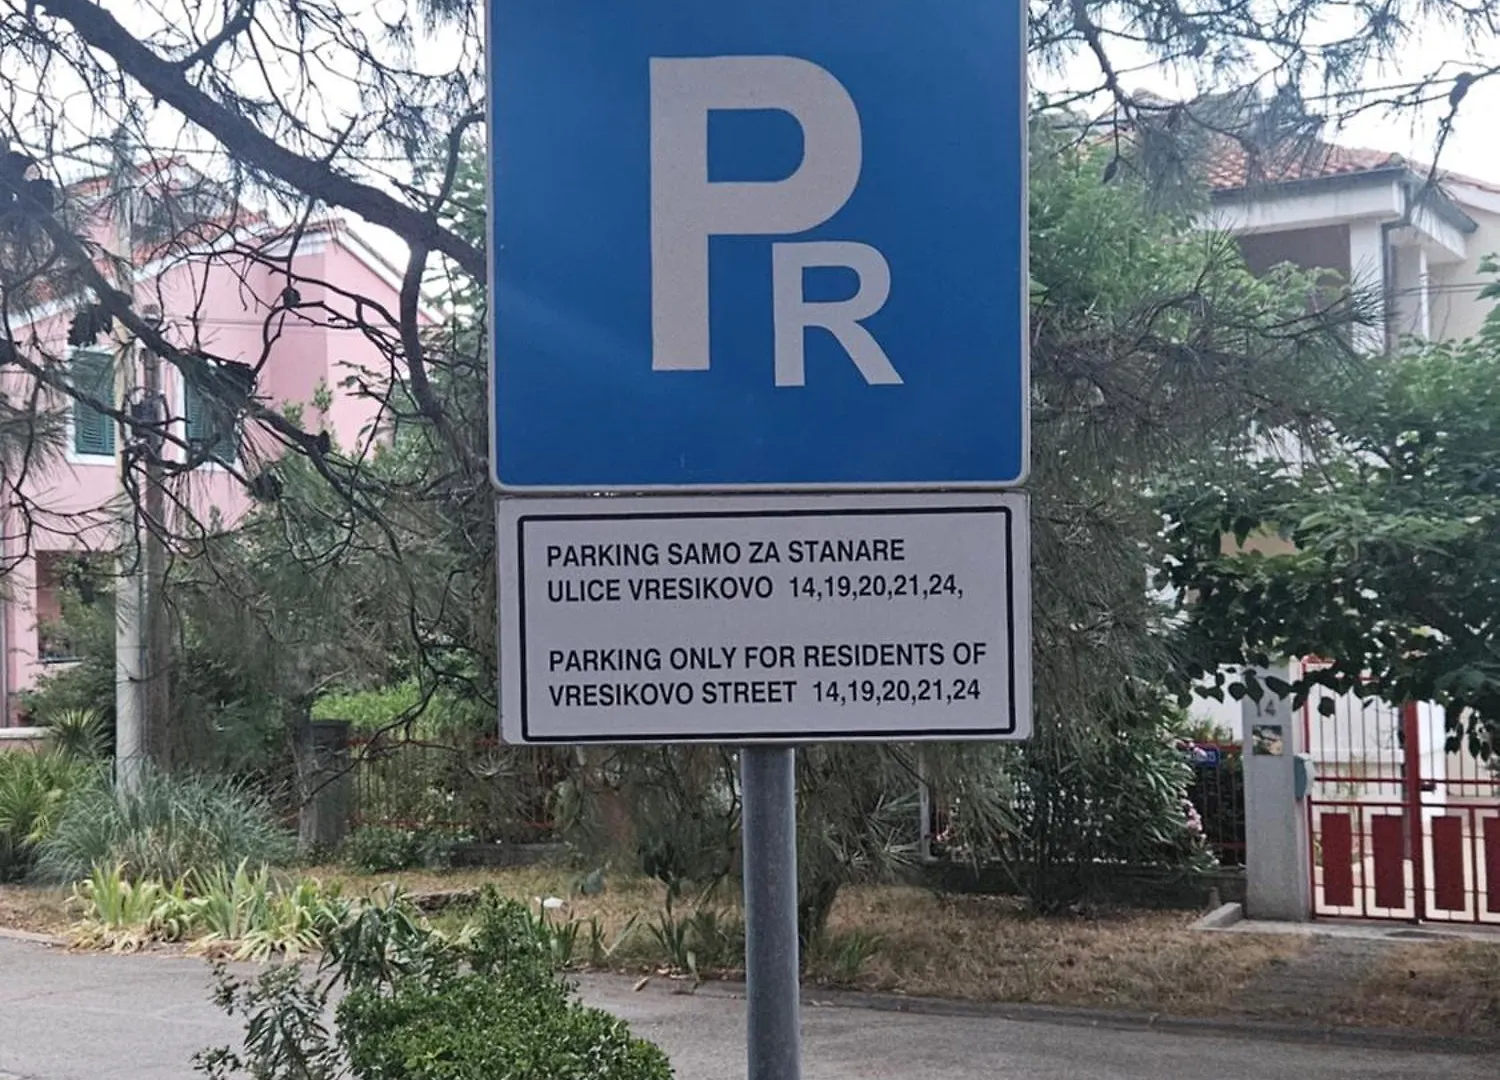 P
R
PARKING SAMO ZA STANARE
ULICE VRESIKOVO 14,19,20,21,24,
PARKING ONLY FOR RESIDENTS OF
VRESIKOVO STREET 14,19,20,21,24
14